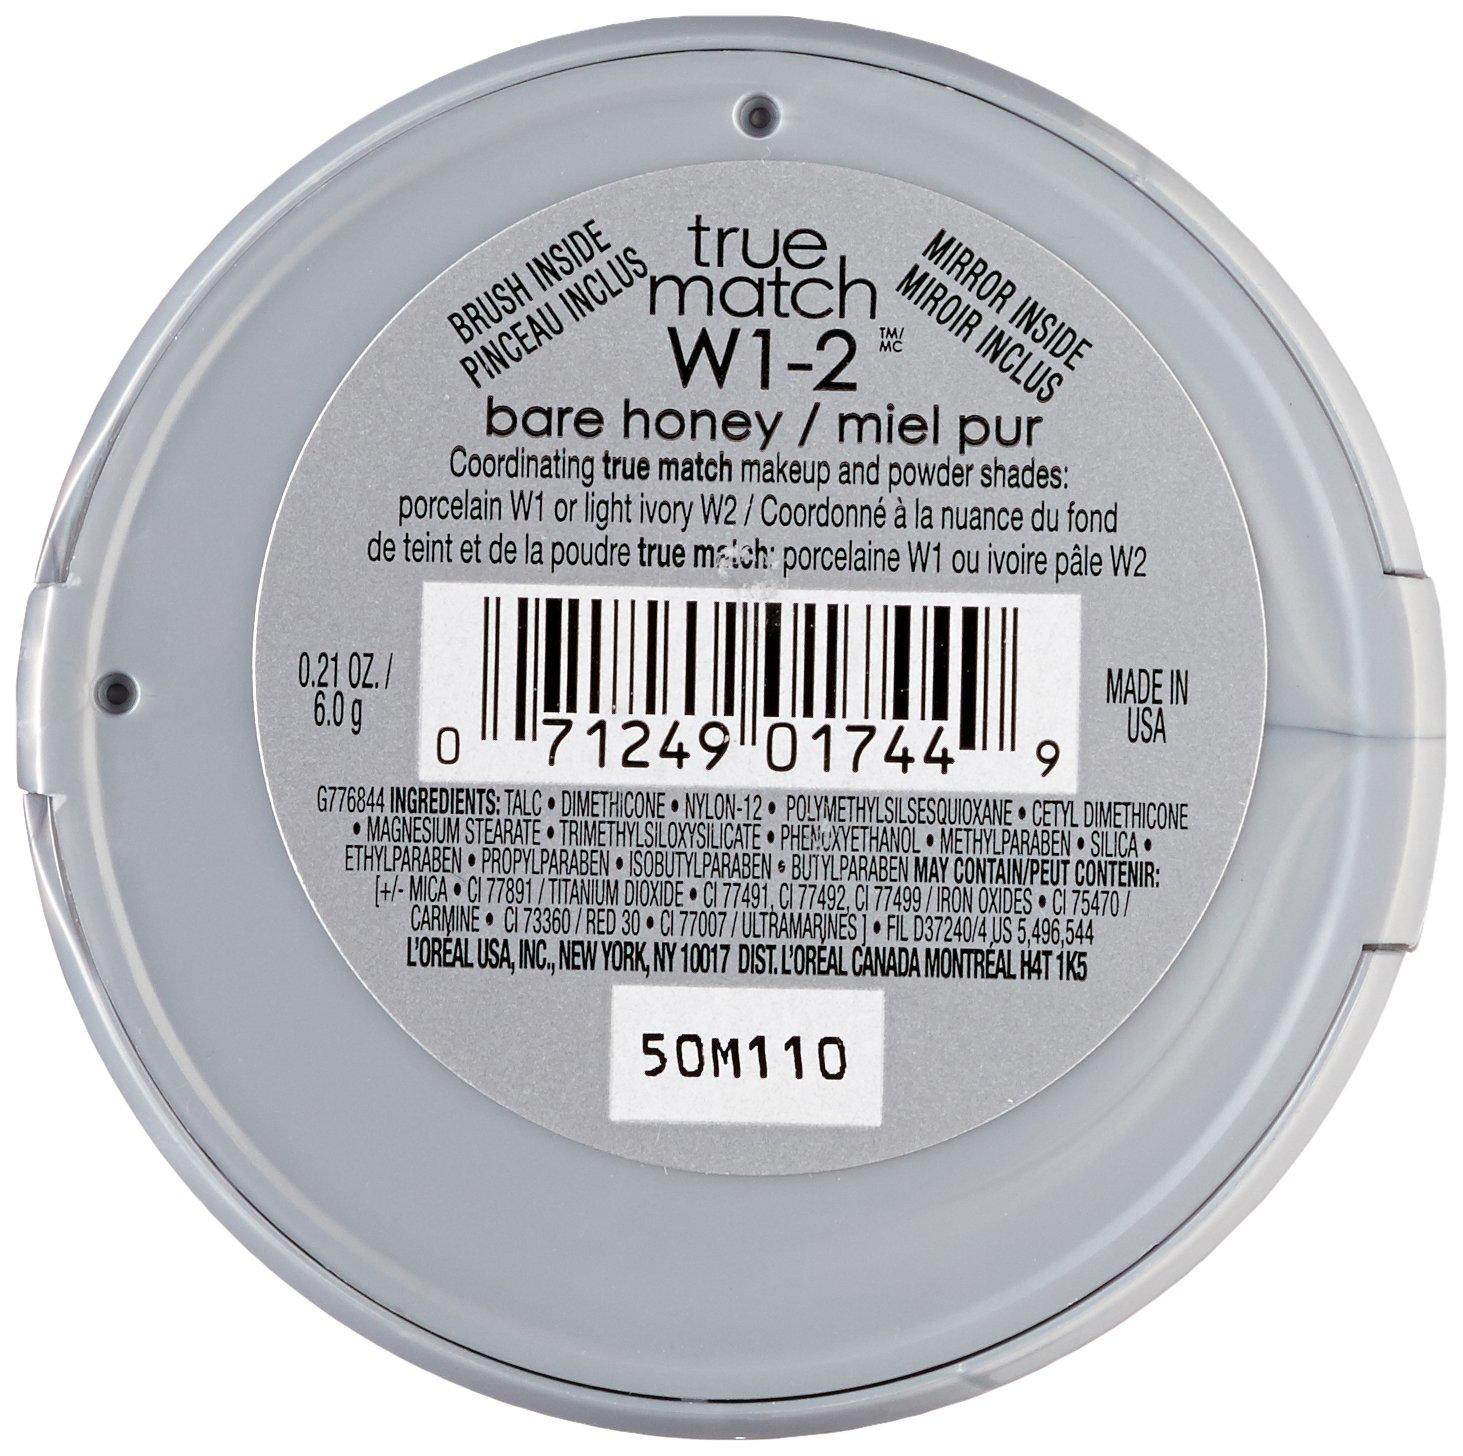 BRUSH INSIDE
PINCEAU INCLUS
true
match
W1-2 TM/
MC
MIRROR INSIDE
MIROIR INCLUS
bare honey / miel pur
Coordinating true match makeup and powder shades:
porcelain W1 or light ivory W2 / Coordonné à la nuance du fond
de teint et de la poudre true match: porcelaine W1 ou ivoire pâle W2
0.21 OZ. /
6.0 g
0 71249 01744 9
MADE IN
USA
G776844 INGREDIENTS: TALC • DIMETHICONE • NYLON-12 • POLYMETHYLSILSESQUIOXANE • CETYL DIMETHICONE
• MAGNESIUM STEARATE • TRIMETHYLSILOXYSILICATE • PHENOXYETHANOL • METHYLPARABEN • SILICA •
ETHYLPARABEN • PROPYLPARABEN • ISOBUTYLPARABEN • BUTYLPARABEN MAY CONTAIN/PEUT CONTENIR:
[+/- MICA • CI 77891 / TITANIUM DIOXIDE • CI 77491, CI 77492, CI 77499 / IRON OXIDES • CI 75470 /
CARMINE • CI 73360 / RED 30 • CI 77007 / ULTRAMARINES ] • FIL D37240/4 US 5,496,544
L'ORÉAL USA, INC., NEW YORK, NY 10017 DIST. L'ORÉAL CANADA MONTRÉAL H4T 1K5
50M110